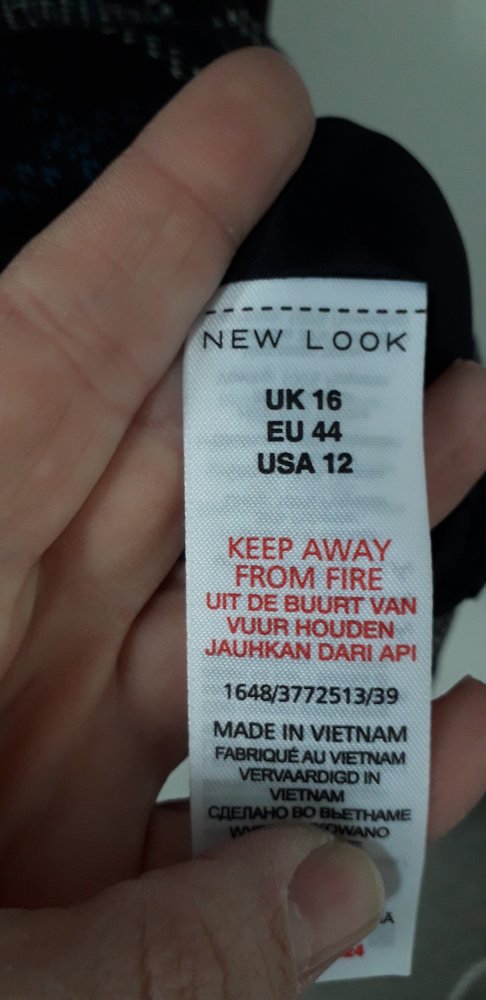 NEW LOOK
UK 16
EU 44
USA 12
KEEP AWAY
FROM FIRE
UIT DE BUURT VAN
VUUR HOUDEN
JAUHKAN DARI API
1648/3772513/39
MADE IN VIETNAM
FABRIQUÉ AU VIETNAM
VERVAARDIGD IN
VIETNAM
СДЕЛАНО ВО ВЬЕТНАМЕ